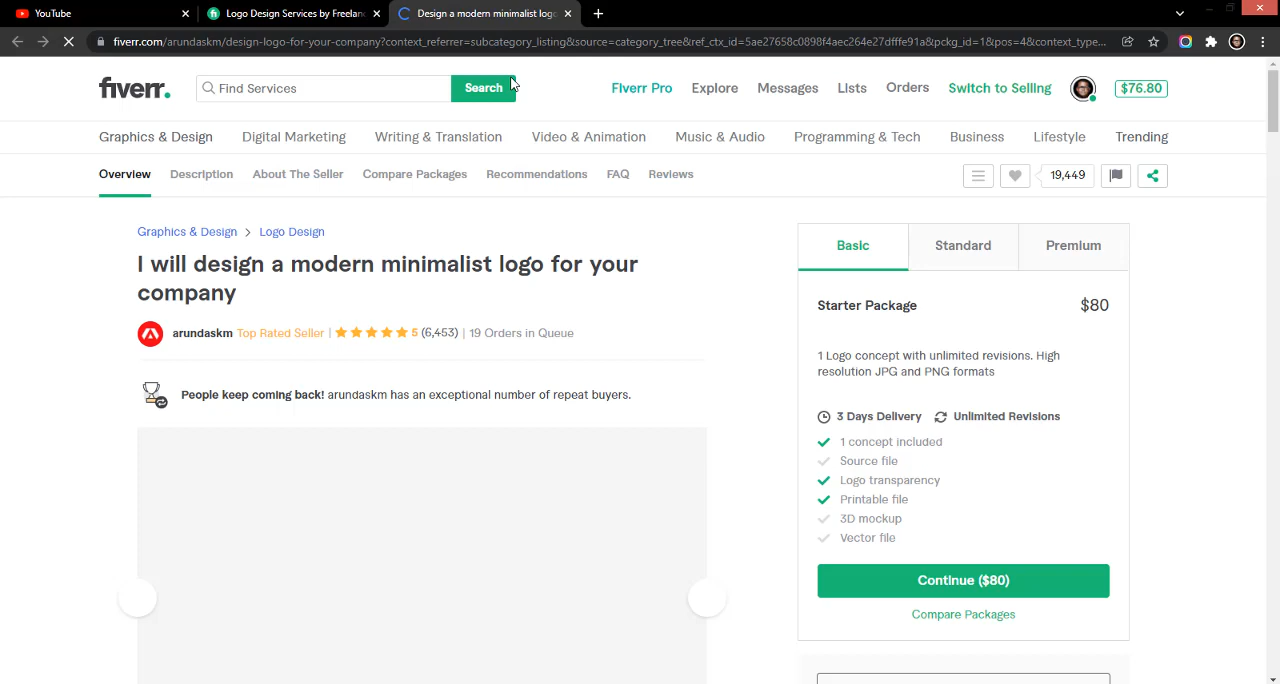 YouTube
Logo Design Services by Freelanc
Design a modern minimalist logo
fiverr.com/arundaskm/design-logo-for-your-company?context_referrer=subcategory_listing&source=category_tree&ref_ctx_id=5ae27658c0898f4aec264e27dfffe91a&pckg_id=1&pos=4&context_type...
fiverr.
Find Services
Search
Fiverr Pro
Explore
Messages
Lists
Orders
Switch to Selling
$76.80
Graphics & Design
Digital Marketing
Writing & Translation
Video & Animation
Music & Audio
Programming & Tech
Business
Lifestyle
Trending
Overview
Description
About The Seller
Compare Packages
Recommendations
FAQ
Reviews
19,449
Graphics & Design > Logo Design
I will design a modern minimalist logo for your
company
arundaskm Top Rated Seller | 5 (6,453) | 19 Orders in Queue
People keep coming back! arundaskm has an exceptional number of repeat buyers.
Basic
Standard
Premium
Starter Package
$80
1 Logo concept with unlimited revisions. High
resolution JPG and PNG formats
3 Days Delivery
Unlimited Revisions
1 concept included
Source file
Logo transparency
Printable file
3D mockup
Vector file
Continue ($80)
Compare Packages